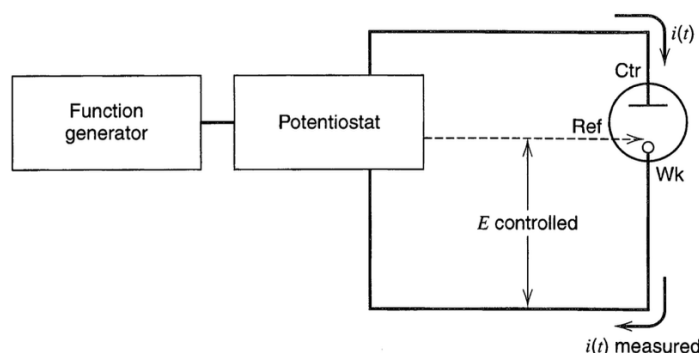 i(t)
Ctr
Function
generator
Potentiostat
Ref
Wk
E controlled
i(t) measured